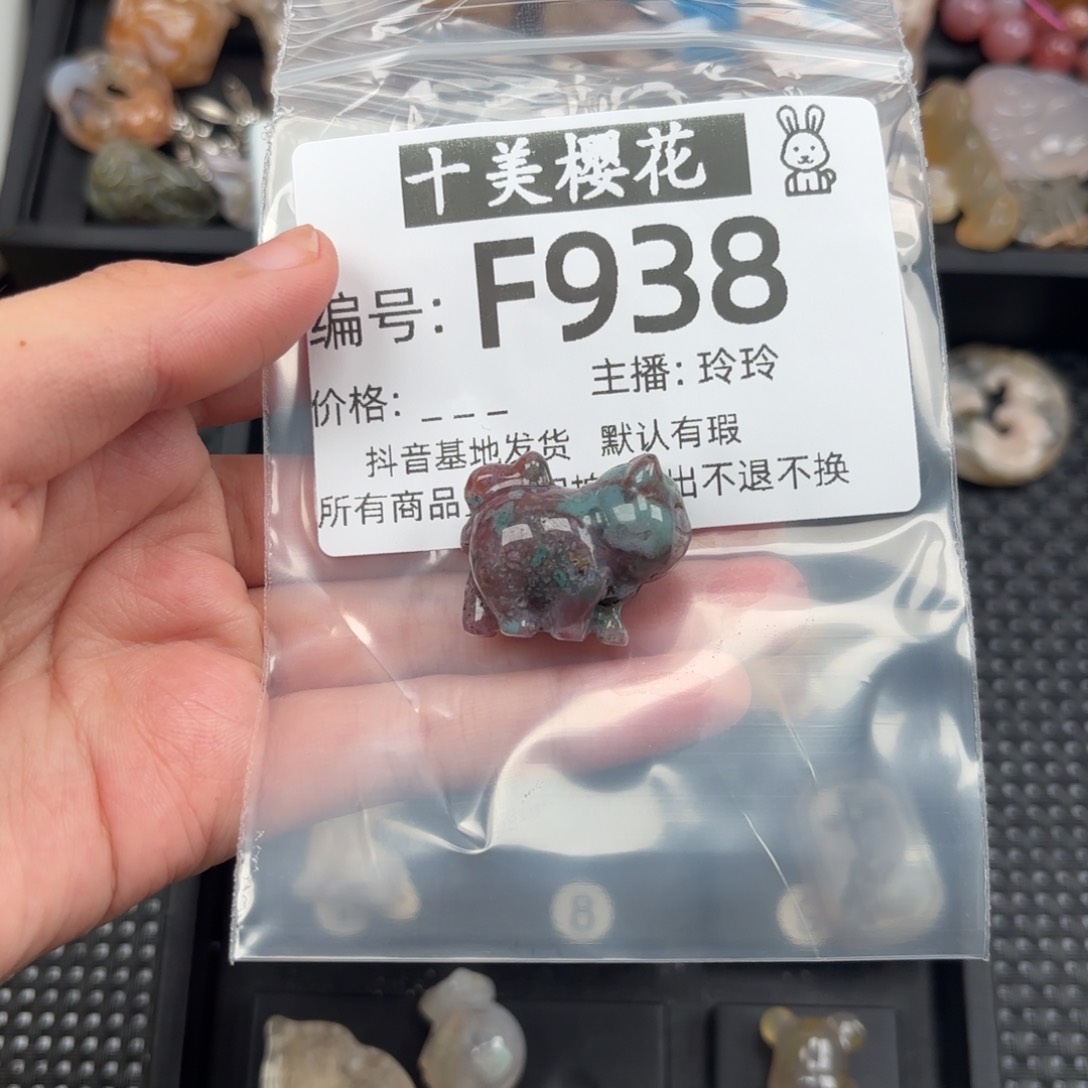 十美樱花
编号: F938
价格: _ _ _ 主播: 玲玲
抖音基地发货 默认有瑕
所有商品 出不退不换
8